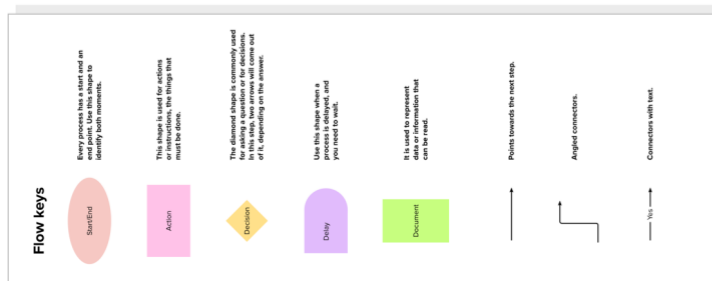 Flow keys
Start/End
Every process has a start and an
end point. Use this shape to
identify both moments.
Action
This shape is used for actions
or instructions, the things that
must be done.
Decision
The diamond shape is commonly used
for asking a question or for decisions.
In this step, two arrows will come out
of it, depending on the answer.
Delay
Use this shape when a
process is delayed, and
you need to wait.
Document
It is used to represent
data or information that
can be read.
Points towards the next step.
Angled connectors.
Yes
Connectors with text.